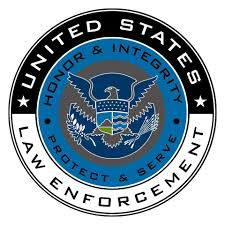 UNITED STATES
LAW ENFORCEMENT
HONOR & INTEGRITY
PROTECT & SERVE